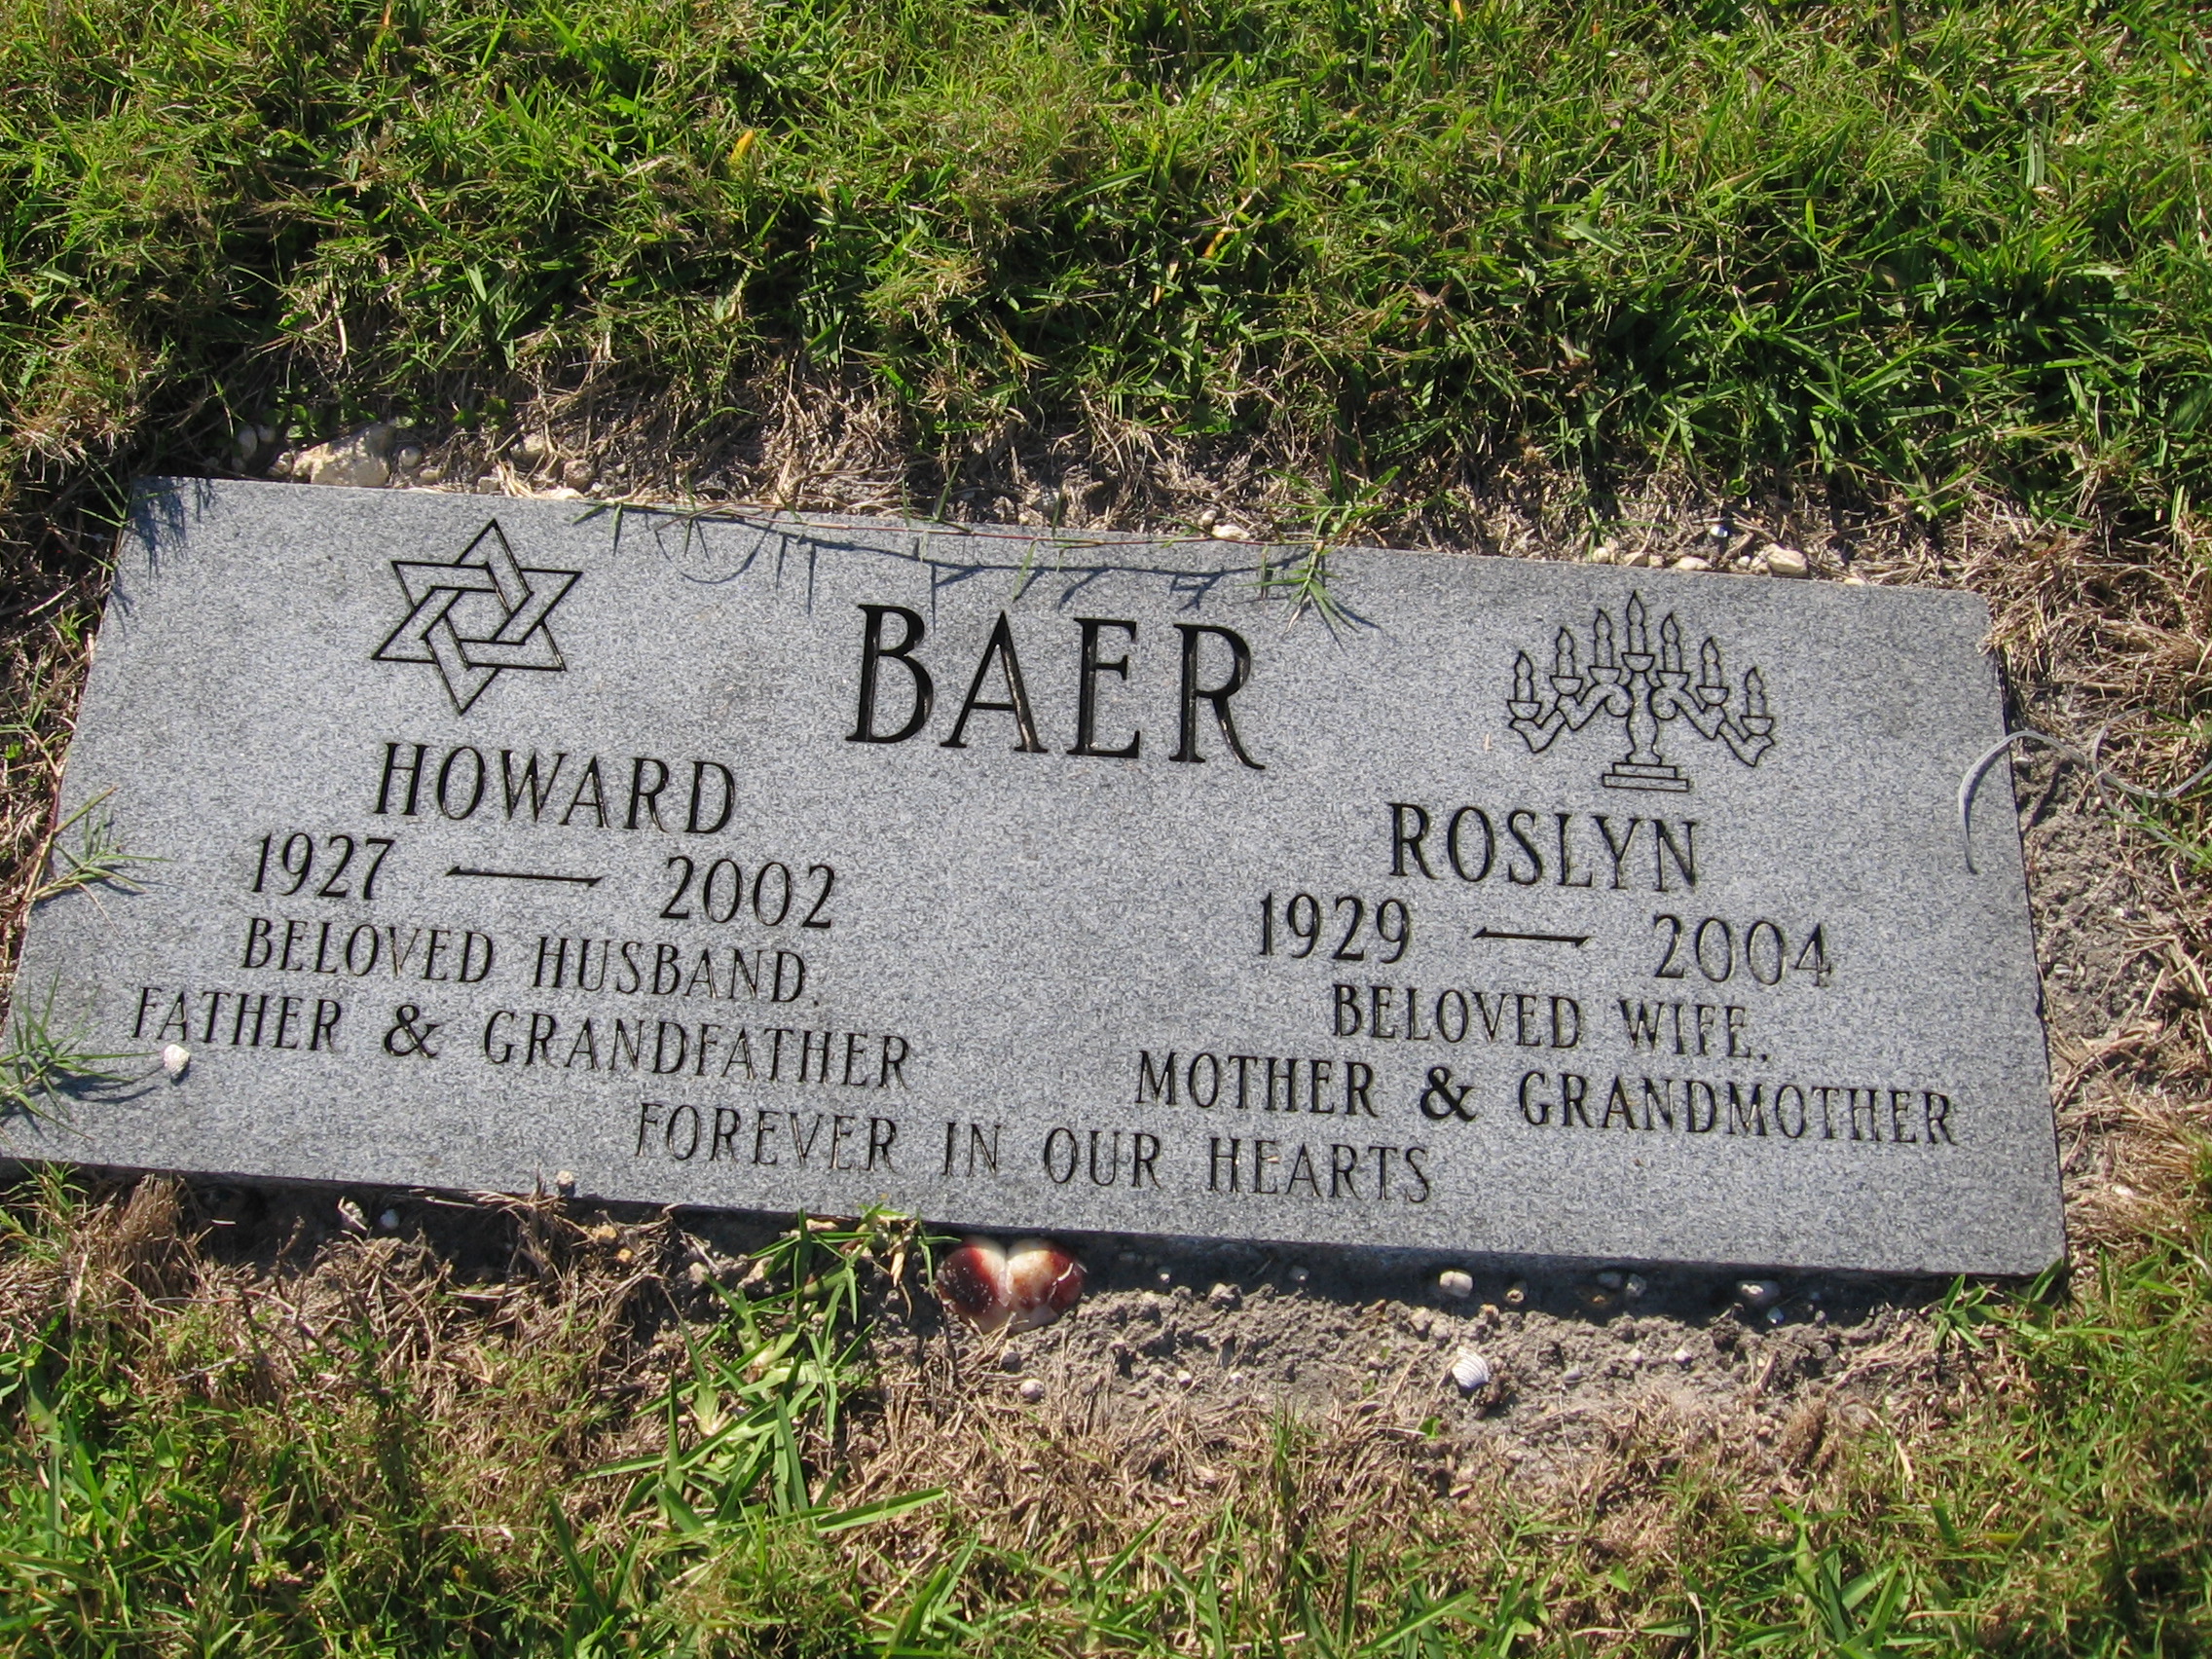 BAER
HOWARD
1927 — 2002
BELOVED HUSBAND,
FATHER & GRANDFATHER
ROSLYN
1929 — 2004
BELOVED WIFE,
MOTHER & GRANDMOTHER
FOREVER IN OUR HEARTS